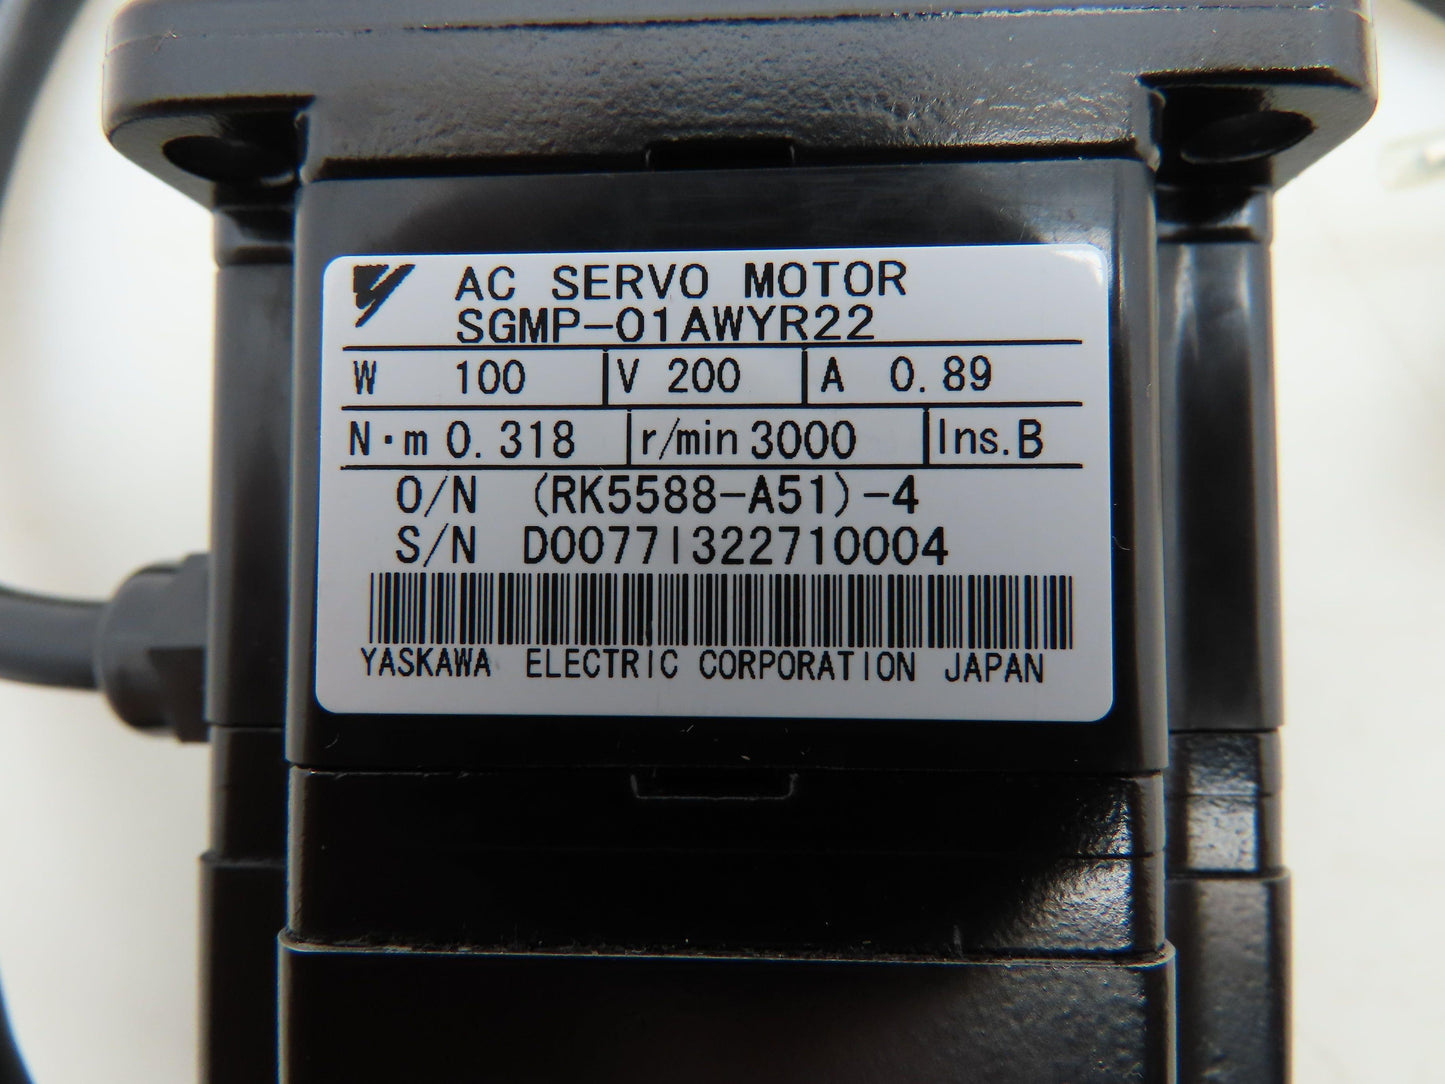 AC SERVO MOTOR
SGMP-01AWYR22
W 100 V 200 A 0.89
N·m 0.318 r/min 3000 Ins.B
O/N (RK5588-A51)-4
S/N D0077I322710004
YASKAWA ELECTRIC CORPORATION JAPAN